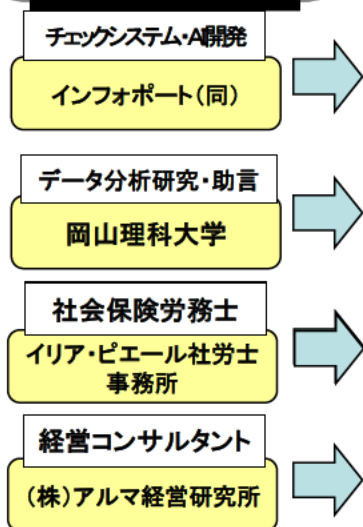 チェックシステム・AI開発
インフォポート（同）
データ分析研究・助言
岡山理科大学
社会保険労務士
イリア・ピエール社労士
事務所
経営コンサルタント
（株）アルマ経営研究所